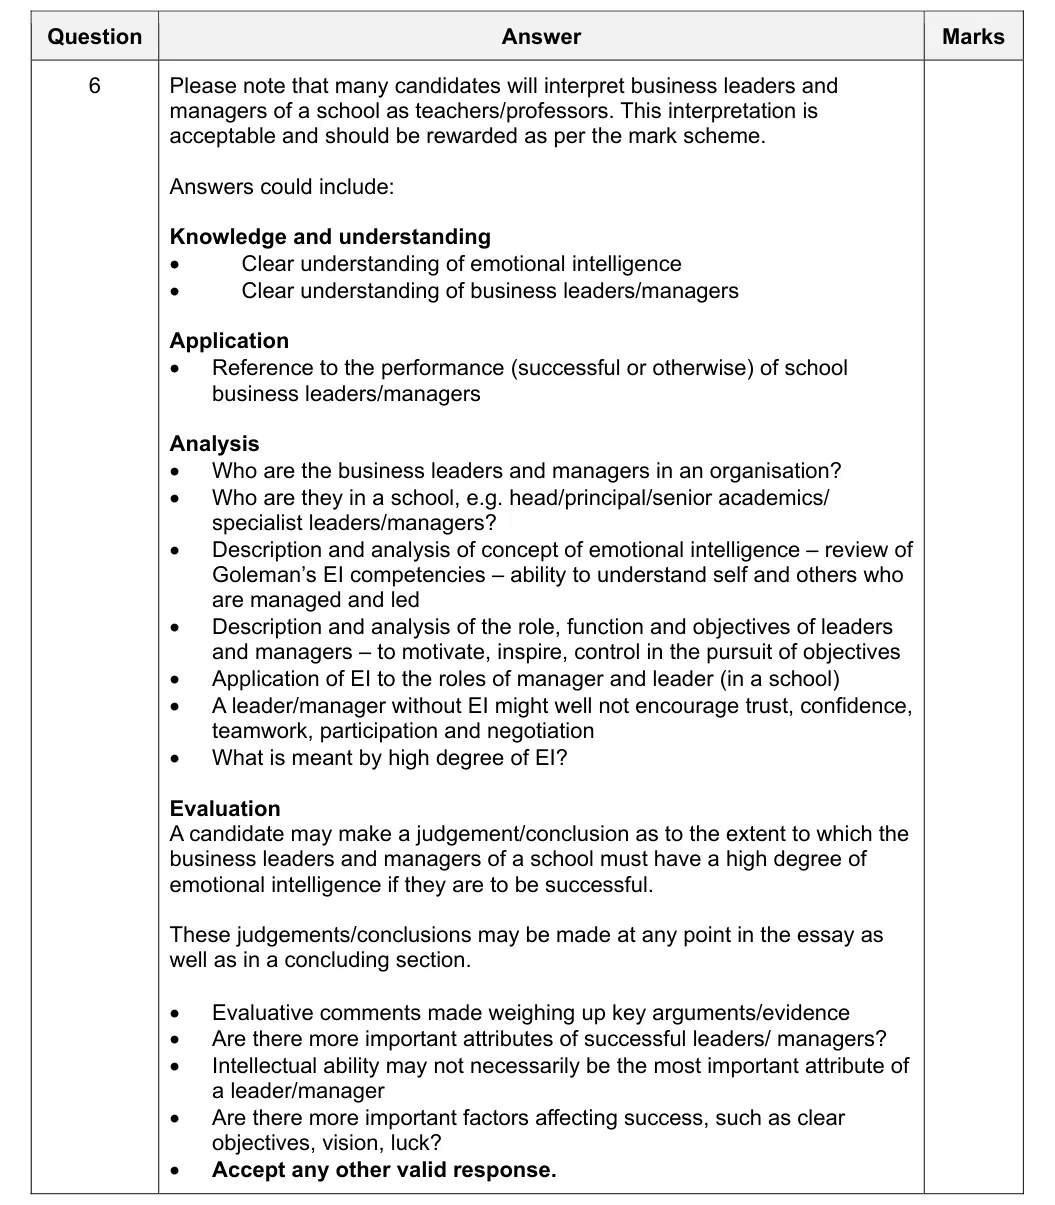 Question Answer Marks
6 Please note that many candidates will interpret business leaders and
managers of a school as teachers/professors. This interpretation is
acceptable and should be rewarded as per the mark scheme.
Answers could include:
Knowledge and understanding
• Clear understanding of emotional intelligence
• Clear understanding of business leaders/managers
Application
• Reference to the performance (successful or otherwise) of school
business leaders/managers
Analysis
• Who are the business leaders and managers in an organisation?
• Who are they in a school, e.g. head/principal/senior academics/
specialist leaders/managers?
• Description and analysis of concept of emotional intelligence – review of
Goleman’s EI competencies – ability to understand self and others who
are managed and led
• Description and analysis of the role, function and objectives of leaders
and managers – to motivate, inspire, control in the pursuit of objectives
• Application of EI to the roles of manager and leader (in a school)
• A leader/manager without EI might well not encourage trust, confidence,
teamwork, participation and negotiation
• What is meant by high degree of EI?
Evaluation
A candidate may make a judgement/conclusion as to the extent to which the
business leaders and managers of a school must have a high degree of
emotional intelligence if they are to be successful.
These judgements/conclusions may be made at any point in the essay as
well as in a concluding section.
• Evaluative comments made weighing up key arguments/evidence
• Are there more important attributes of successful leaders/ managers?
• Intellectual ability may not necessarily be the most important attribute of
a leader/manager
• Are there more important factors affecting success, such as clear
objectives, vision, luck?
• Accept any other valid response.